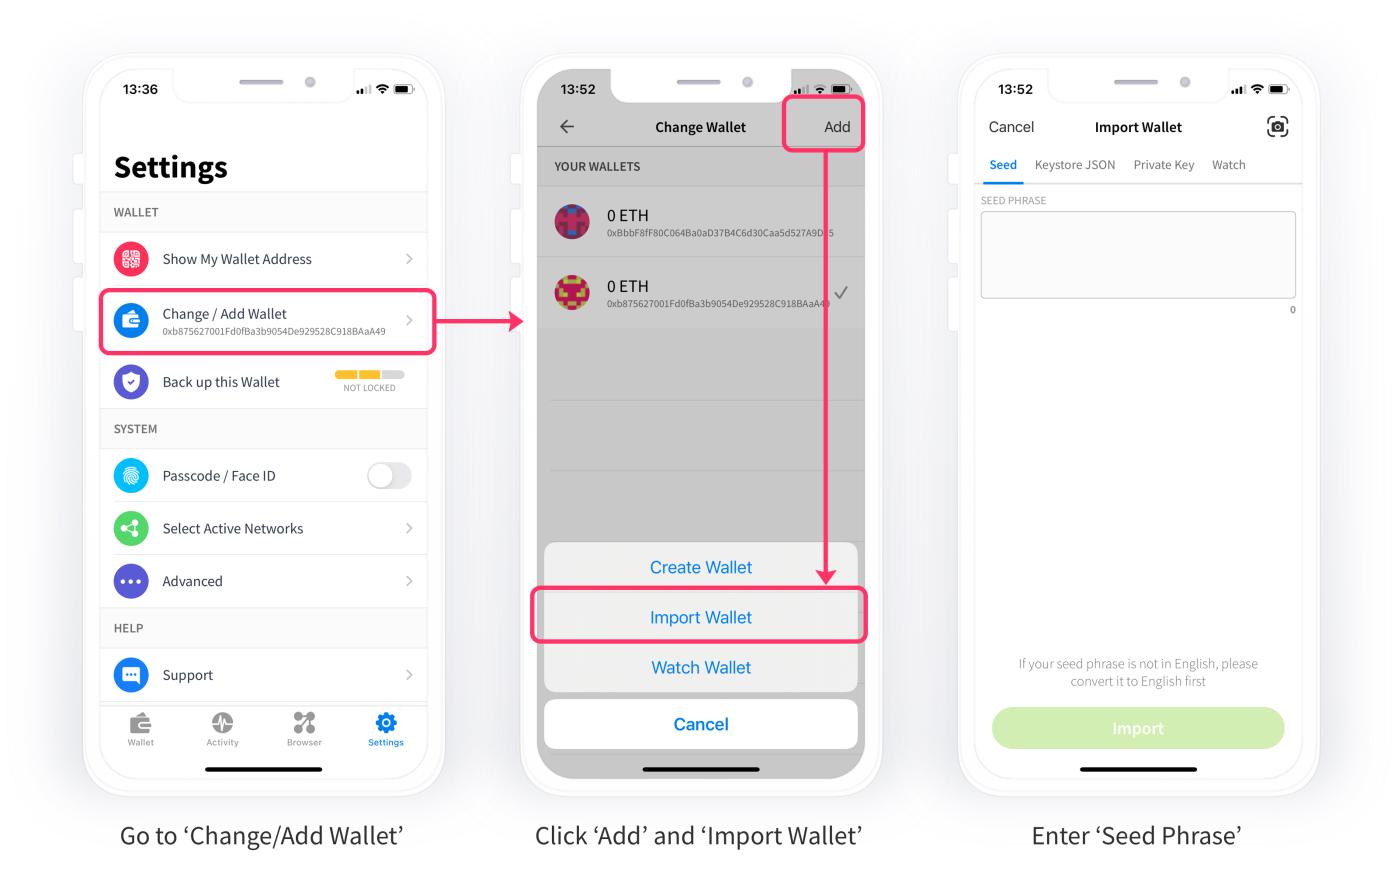 13:36
Settings
WALLET
Show My Wallet Address
Change / Add Wallet
0xb875627001Fd0fBa3b9054De929528C918BAaA49
Back up this Wallet
NOT LOCKED
SYSTEM
Passcode / Face ID
Select Active Networks
Advanced
HELP
Support
Wallet Activity Browser Settings
Go to ‘Change/Add Wallet’
13:52
Change Wallet Add
YOUR WALLETS
0 ETH
0 ETH
Create Wallet
Import Wallet
Watch Wallet
Cancel
Click ‘Add’ and ‘Import Wallet’
13:52
Cancel Import Wallet
Seed Keystore JSON Private Key Watch
SEED PHRASE
0
If your seed phrase is not in English, please
convert it to English first
Import
Enter ‘Seed Phrase’